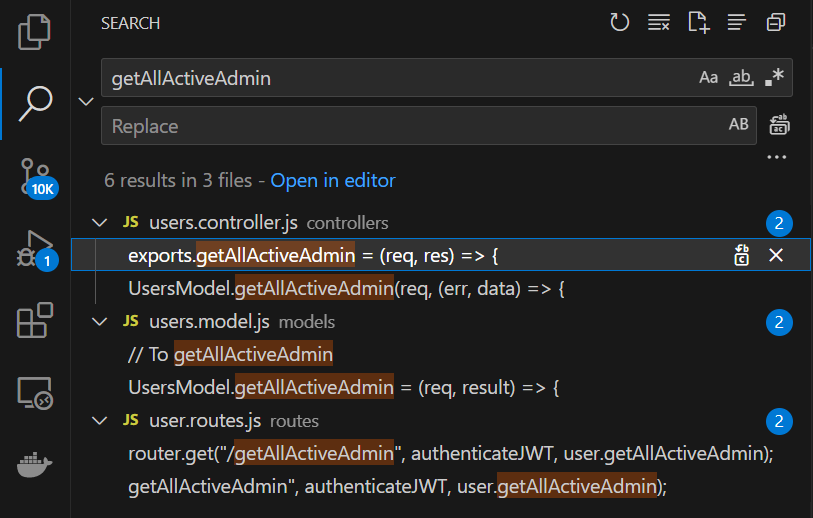 SEARCH
getAllActiveAdmin
Aa ab .*
Replace
AB
ab ac
...
6 results in 3 files - Open in editor
10K
JS users.controller.js controllers 2
exports.getAllActiveAdmin = (req, res) => {
1
UsersModel.getAllActiveAdmin(req, (err, data) => {
JS users.model.js models 2
// To getAllActiveAdmin
UsersModel.getAllActiveAdmin = (req, result) => {
JS user.routes.js routes 2
router.get("/getAllActiveAdmin", authenticateJWT, user.getAllActiveAdmin);
getAllActiveAdmin", authenticateJWT, user.getAllActiveAdmin);